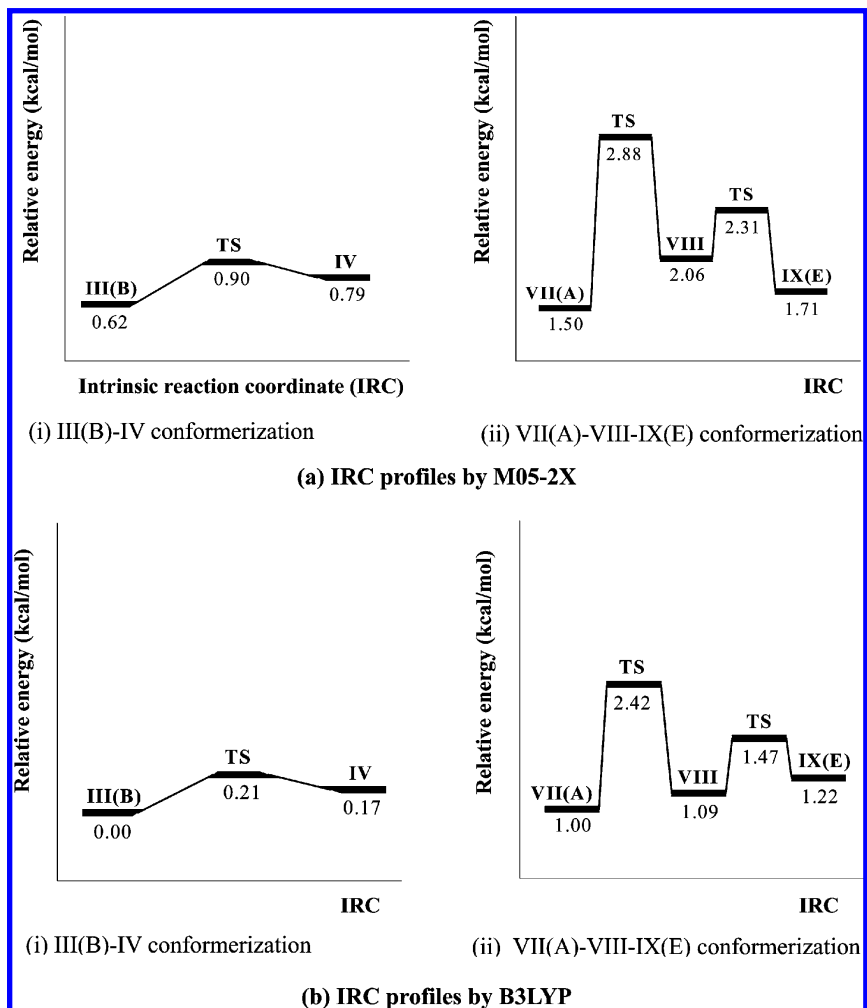 Relative energy (kcal/mol)
TS
III(B)
0.90
IV
0.62
0.79
Intrinsic reaction coordinate (IRC)
(i) III(B)-IV conformerization
Relative energy (kcal/mol)
TS
2.88
TS
VIII
2.31
2.06
VII(A)
IX(E)
1.50
1.71
IRC
(ii) VII(A)-VIII-IX(E) conformerization
(a) IRC profiles by M05-2X
Relative energy (kcal/mol)
TS
III(B)
0.21
IV
0.00
0.17
IRC
(i) III(B)-IV conformerization
Relative energy (kcal/mol)
TS
2.42
TS
VIII
1.47
IX(E)
VII(A)
1.00
1.09
1.22
IRC
(ii) VII(A)-VIII-IX(E) conformerization
(b) IRC profiles by B3LYP